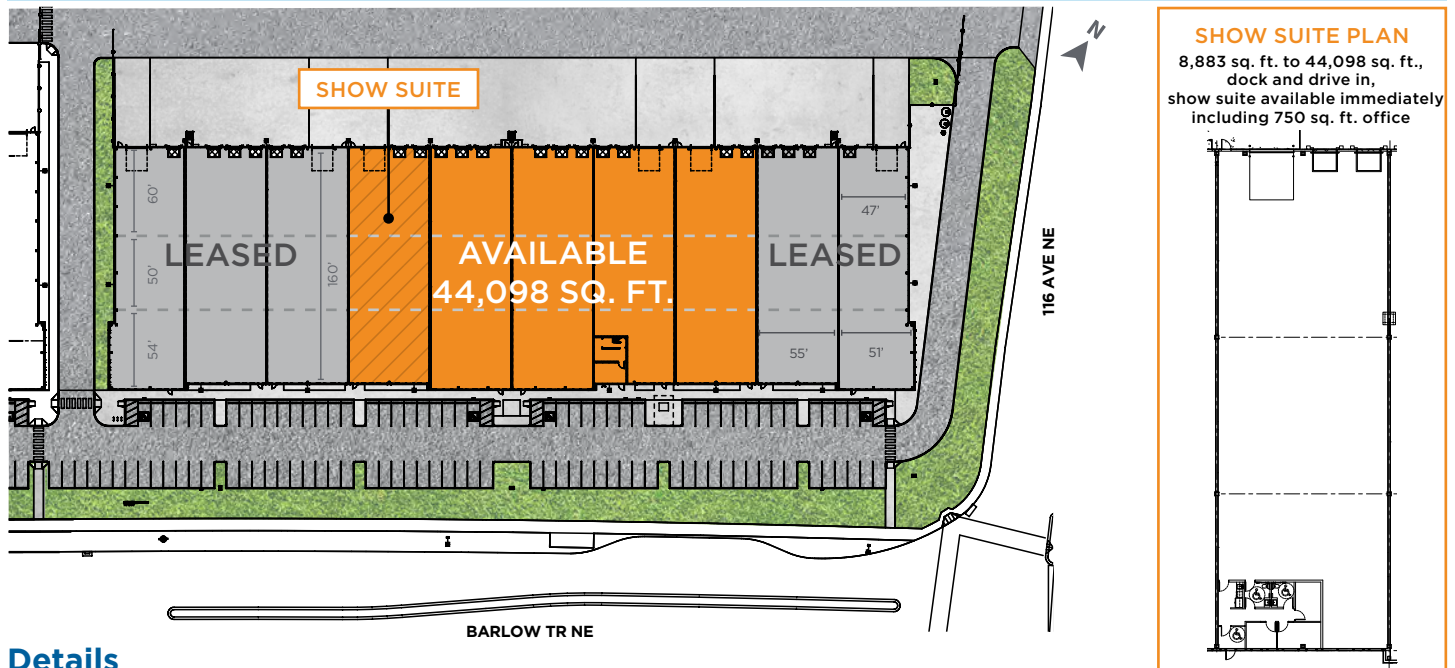 N
SHOW SUITE
60'
50'
54'
160'
LEASED
AVAILABLE
44,098 SQ. FT.
LEASED
47'
55'
51'
116 AVE NE
BARLOW TR NE
SHOW SUITE PLAN
8,883 sq. ft. to 44,098 sq. ft.,
dock and drive in,
show suite available immediately
including 750 sq. ft. office
Details